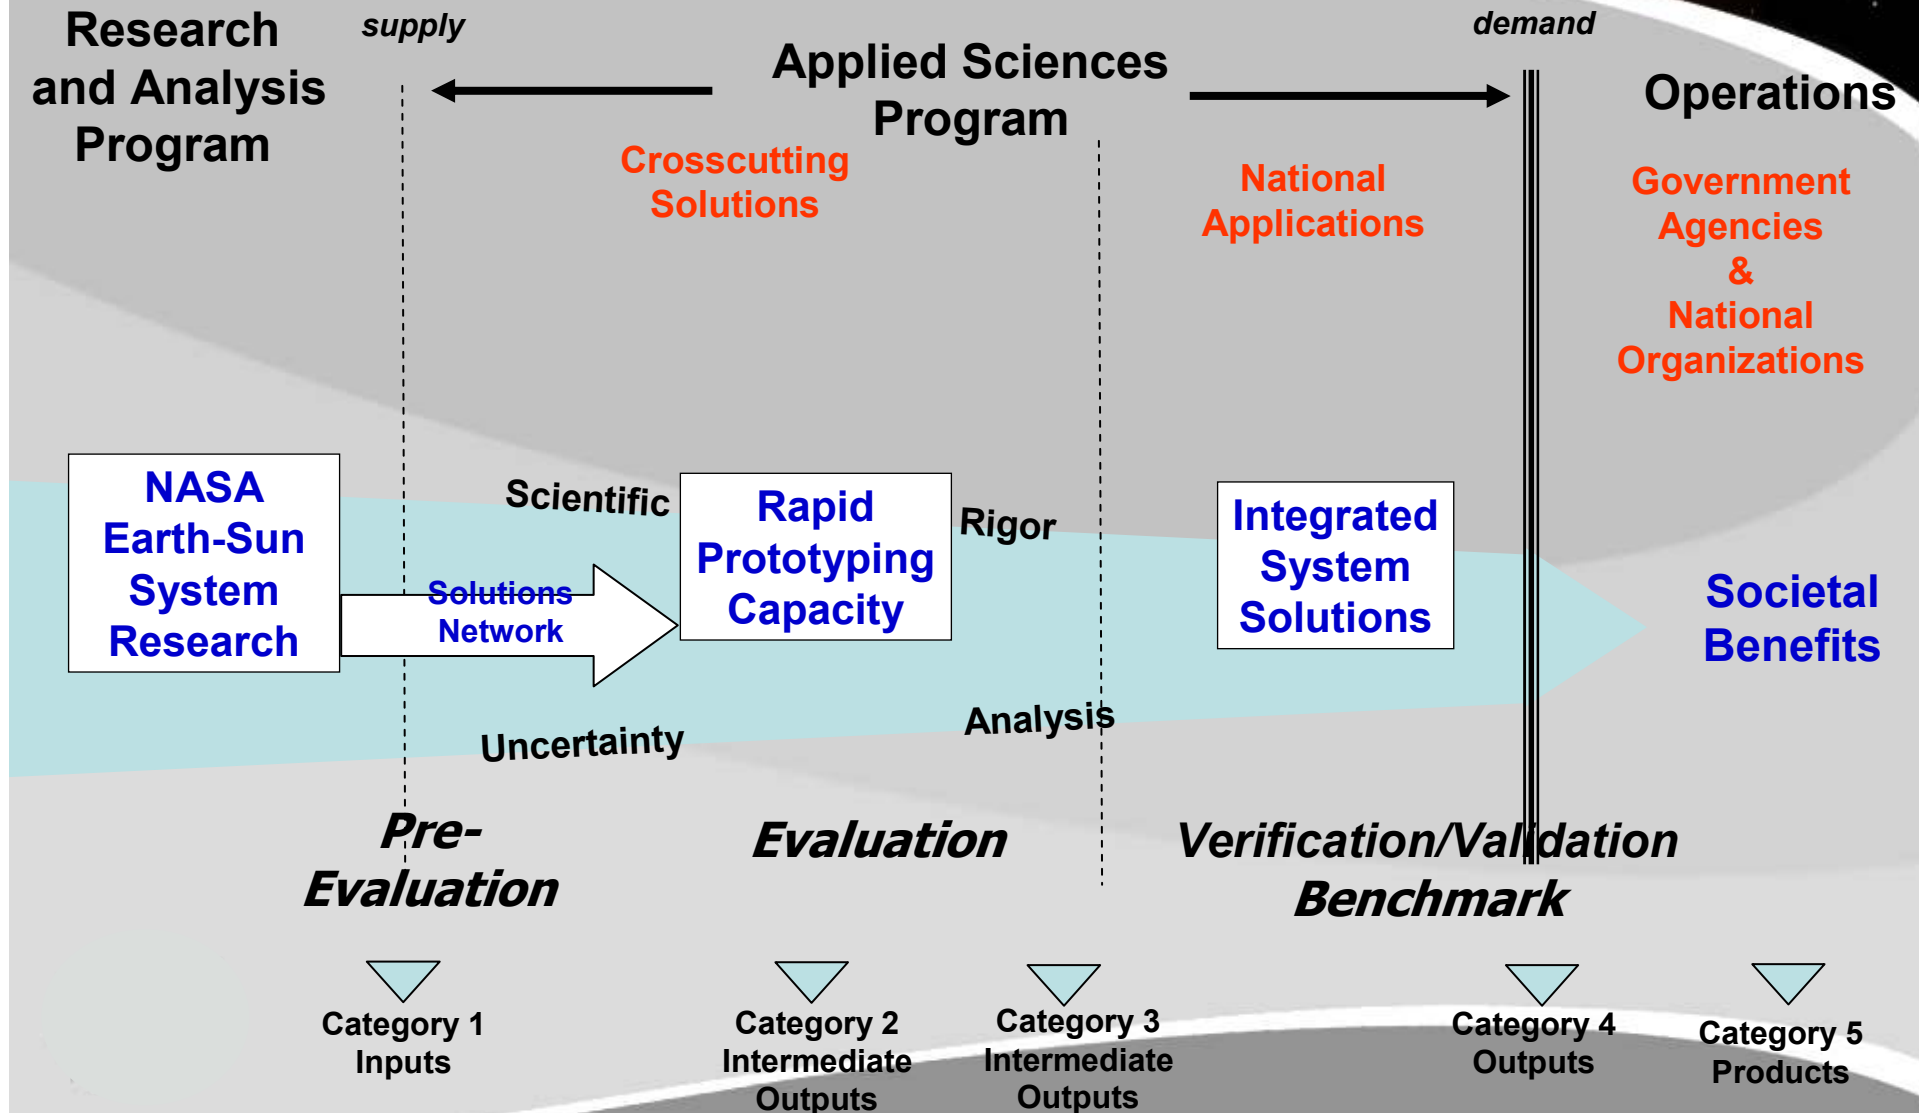 Research
and Analysis
Program
supply
Applied Sciences
Program
demand
Operations
Crosscutting
Solutions
National
Applications
Government
Agencies
&
National
Organizations
NASA
Earth-Sun
System
Research
Solutions
Network
Scientific
Rapid
Prototyping
Capacity
Rigor
Integrated
System
Solutions
Societal
Benefits
Uncertainty
Analysis
Pre-
Evaluation
Evaluation
Verification/Validation
Benchmark
Category 1
Inputs
Category 2
Intermediate
Outputs
Category 3
Intermediate
Outputs
Category 4
Outputs
Category 5
Products